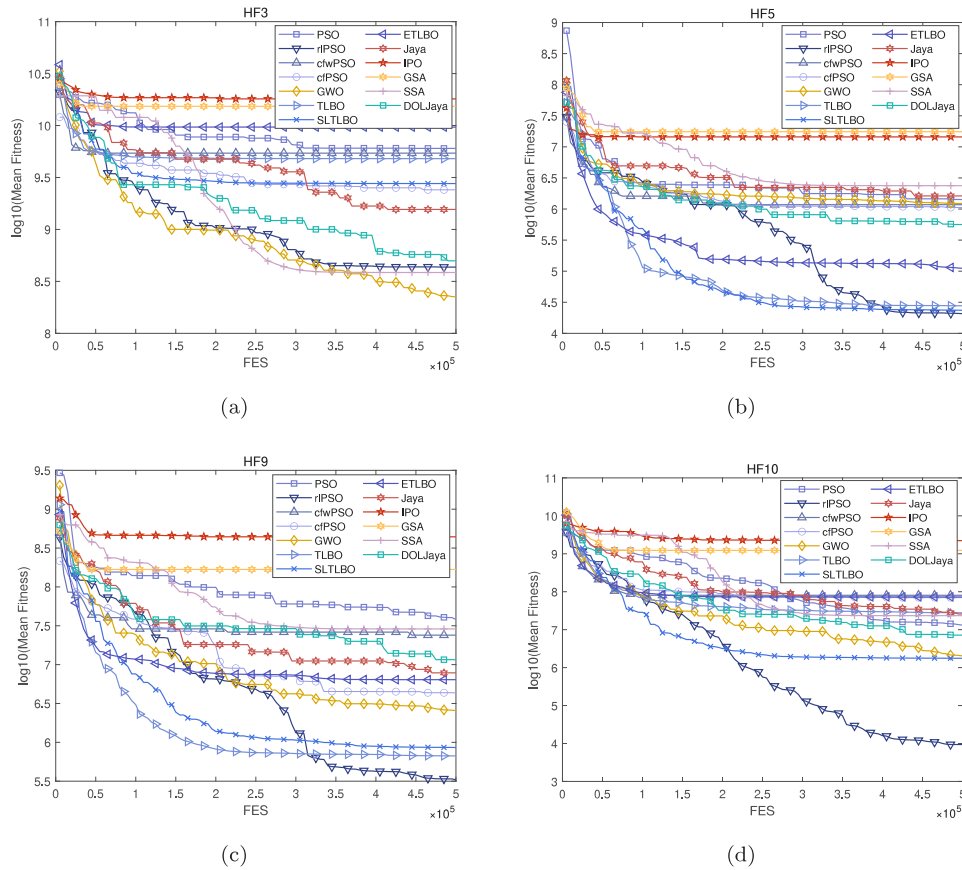 HF3
log10(Mean Fitness)
11
10.5
10
9.5
9
8.5
8
0 0.5 1 1.5 2 2.5 3 3.5 4 4.5 5
FES
×10⁵
PSO
rlPSO
cfwPSO
cfPSO
GWO
TLBO
SLTLBO
ETLBO
Jaya
IPO
GSA
SSA
DOLJaya
(a)
HF5
log10(Mean Fitness)
9
8.5
8
7.5
7
6.5
6
5.5
5
4.5
4
0 0.5 1 1.5 2 2.5 3 3.5 4 4.5 5
FES
×10⁵
PSO
rlPSO
cfwPSO
cfPSO
GWO
TLBO
SLTLBO
ETLBO
Jaya
IPO
GSA
SSA
DOLJaya
(b)
HF9
log10(Mean Fitness)
9.5
9
8.5
8
7.5
7
6.5
6
5.5
0 0.5 1 1.5 2 2.5 3 3.5 4 4.5 5
FES
×10⁵
PSO
rlPSO
cfwPSO
cfPSO
GWO
TLBO
SLTLBO
ETLBO
Jaya
IPO
GSA
SSA
DOLJaya
(c)
HF10
log10(Mean Fitness)
11
10
9
8
7
6
5
4
3
0 0.5 1 1.5 2 2.5 3 3.5 4 4.5 5
FES
×10⁵
PSO
rlPSO
cfwPSO
cfPSO
GWO
TLBO
SLTLBO
ETLBO
Jaya
IPO
GSA
SSA
DOLJaya
(d)